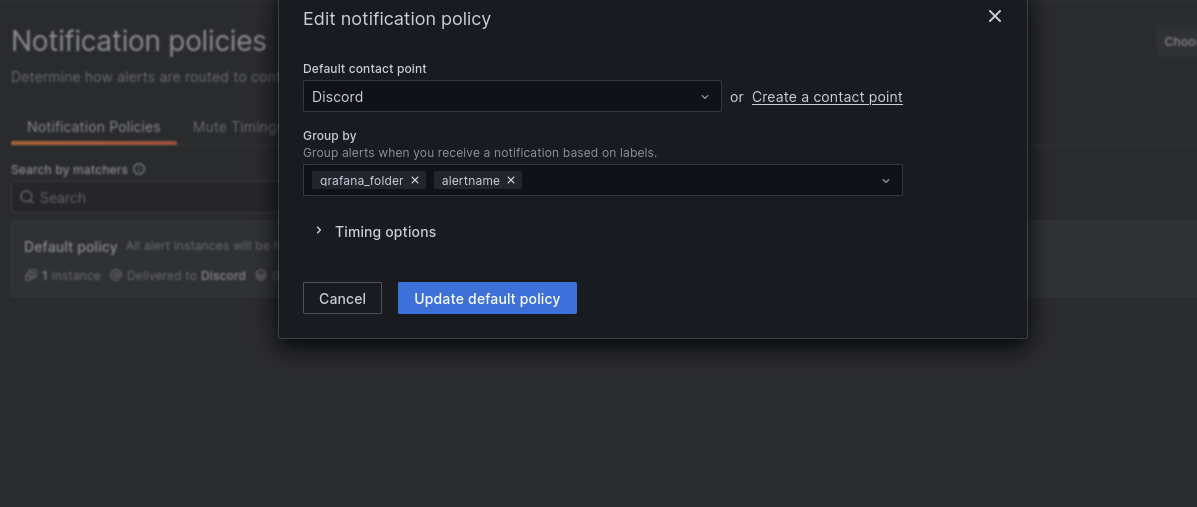 Edit notification policy
Notification policies
Choo
Determine how alerts are routed to cont
Default contact point
Discord
or Create a contact point
Notification Policies
Mute Timings
Group by
Group alerts when you receive a notification based on labels.
Search by matchers
grafana_folder
alertname
Search
Timing options
Default policy All alert instances will be h
1 instance Delivered to Discord G
Cancel
Update default policy